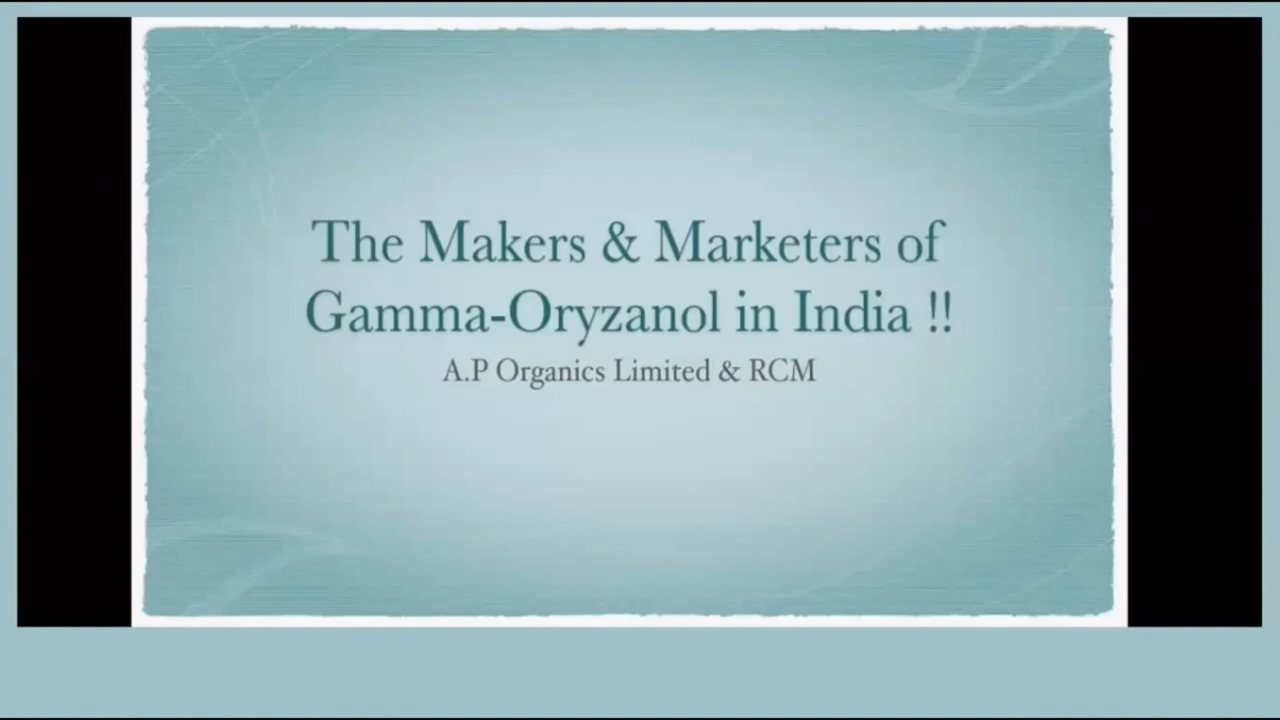 The Makers & Marketers of
Gamma-Oryzanol in India !!
A.P Organics Limited & RCM